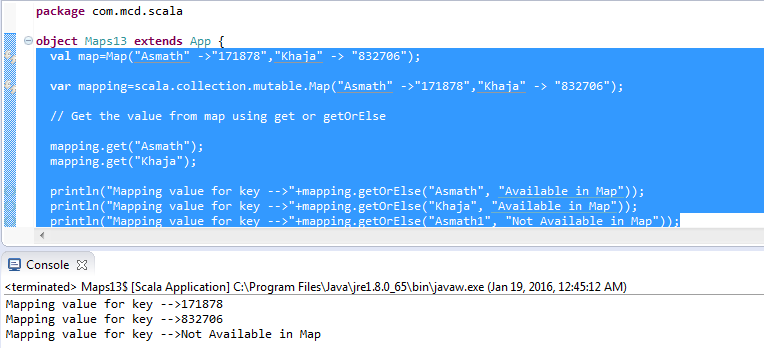 package com.mcd.scala
object Maps13 extends App {
val map=Map("Asmath" ->"171878","Khaja" -> "832706");
var mapping=scala.collection.mutable.Map("Asmath" ->"171878","Khaja" -> "832706");
// Get the value from map using get or getOrElse
mapping.get("Asmath");
mapping.get("Khaja");
println("Mapping value for key -->"+mapping.getOrElse("Asmath", "Available in Map"));
println("Mapping value for key -->"+mapping.getOrElse("Khaja", "Available in Map"));
println("Mapping value for key -->"+mapping.getOrElse("Asmath1", "Not Available in Map"));
Console
<terminated> Maps13$ [Scala Application] C:\Program Files\Java\jre1.8.0_65\bin\javaw.exe (Jan 19, 2016, 12:45:12 AM)
Mapping value for key -->171878
Mapping value for key -->832706
Mapping value for key -->Not Available in Map